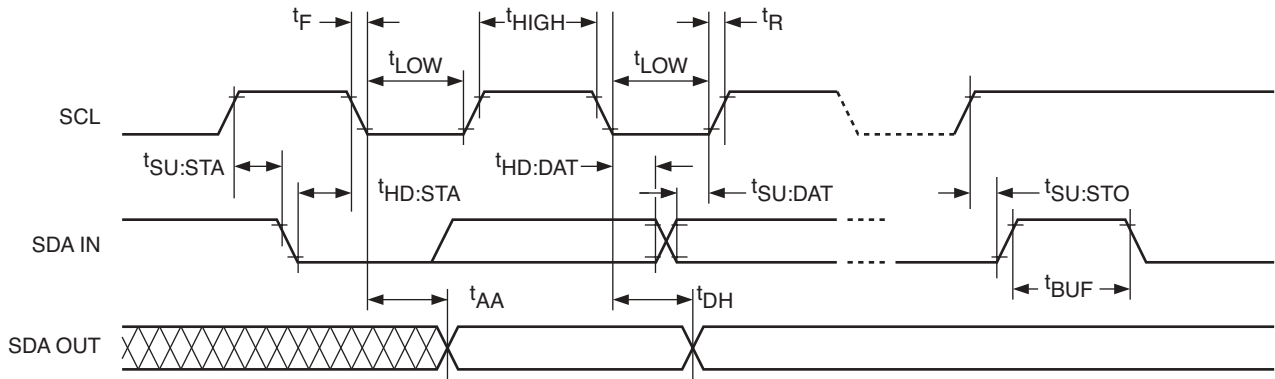 tF
tHIGH
tR
tLOW
tLOW
SCL
tSU:STA
tHD:DAT
tHD:STA
tSU:DAT
tSU:STO
SDA IN
tBUF
tAA
tDH
SDA OUT